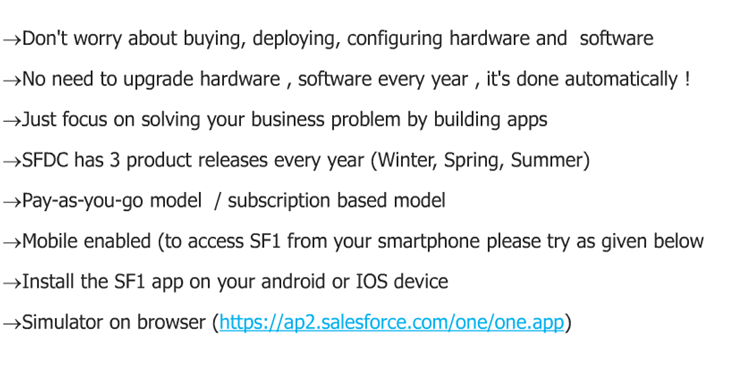 →Don't worry about buying, deploying, configuring hardware and  software
→No need to upgrade hardware , software every year , it's done automatically !
→Just focus on solving your business problem by building apps
→SFDC has 3 product releases every year (Winter, Spring, Summer)
→Pay-as-you-go model  / subscription based model
→Mobile enabled (to access SF1 from your smartphone please try as given below
→Install the SF1 app on your android or IOS device
→Simulator on browser (https://ap2.salesforce.com/one/one.app)